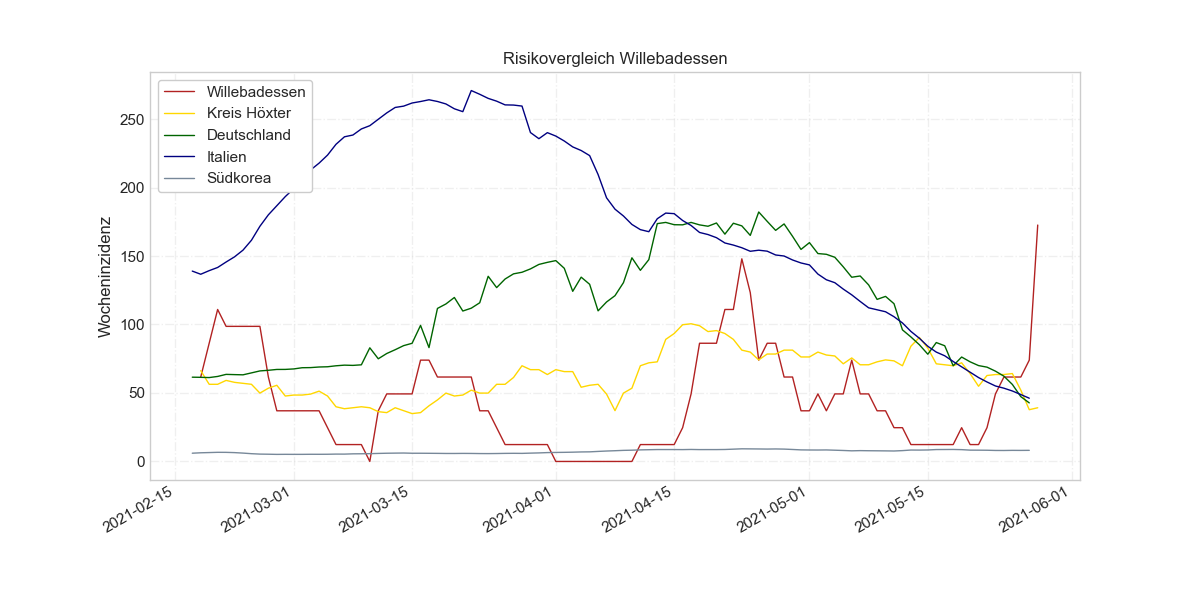 Risikovergleich Willebadessen
Willebadessen
Kreis Höxter
Deutschland
Italien
Südkorea
Wocheninzidenz
250
200
150
100
50
0
2021-02-15
2021-03-01
2021-03-15
2021-04-01
2021-04-15
2021-05-01
2021-05-15
2021-06-01